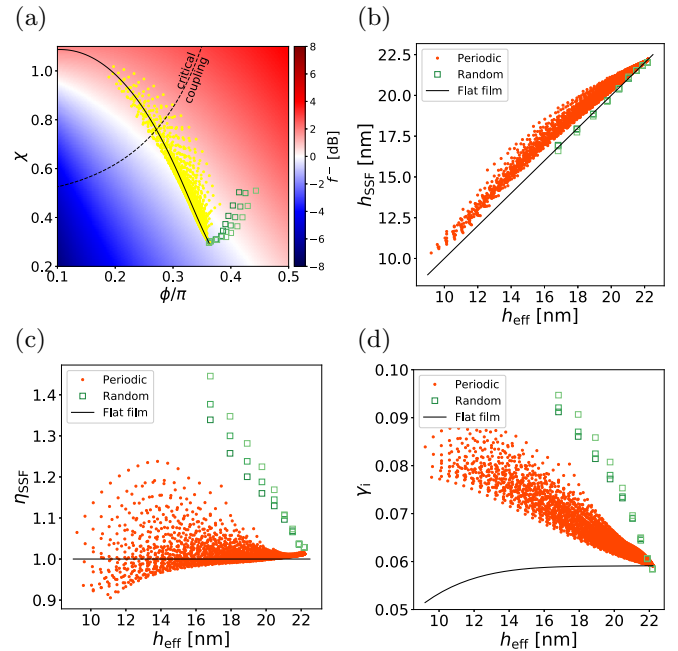 (a)
1.0
0.8
0.6
0.4
0.2
χ
critical
coupling
0.1 0.2 0.3 0.4 0.5
ϕ/π
8
6
4
2
0
−2
−4
−6
−8
f⁻ [dB]
(b)
22.5
20.0
17.5
15.0
12.5
10.0
h_SSF [nm]
Periodic
Random
Flat film
10 12 14 16 18 20 22
h_eff [nm]
(c)
1.4
1.3
1.2
1.1
1.0
0.9
η_SSF
Periodic
Random
Flat film
10 12 14 16 18 20 22
h_eff [nm]
(d)
0.10
0.09
0.08
0.07
0.06
0.05
γ_i
Periodic
Random
Flat film
10 12 14 16 18 20 22
h_eff [nm]